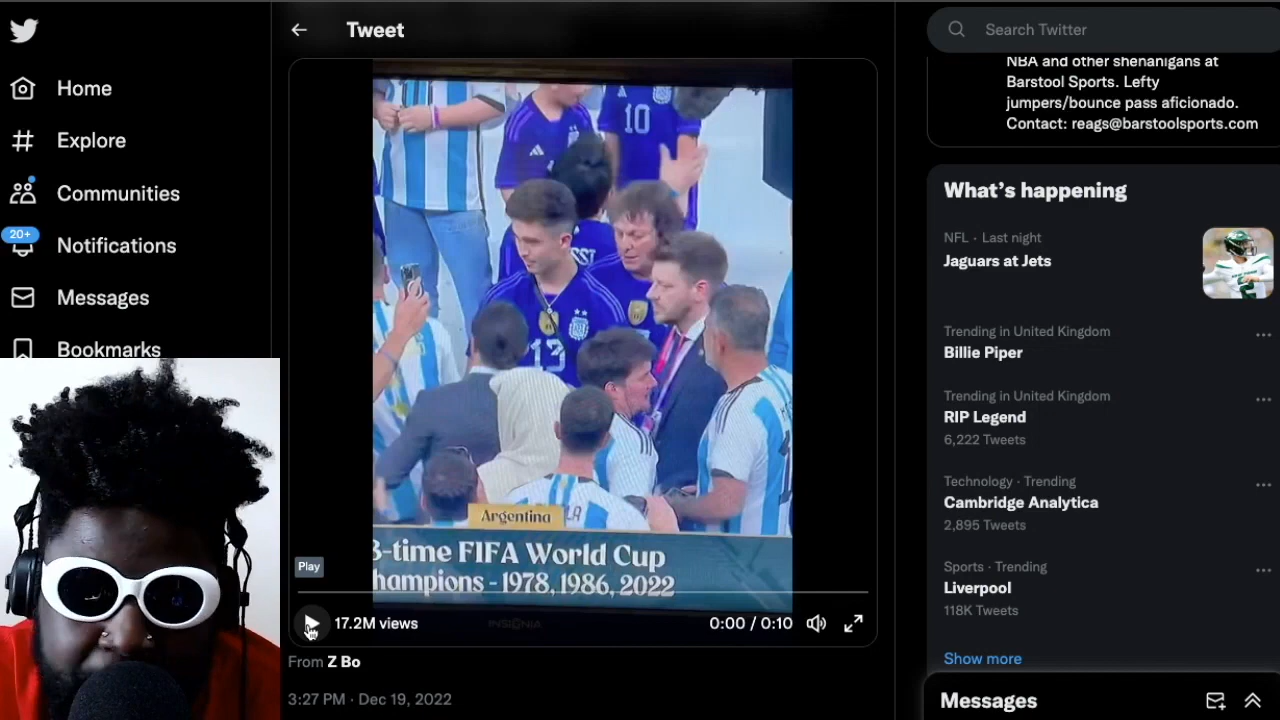 Home
Explore
Communities
20+
Notifications
Messages
Bookmarks
Tweet
10
13
Argentina
3-time FIFA World Cup
hampions - 1978, 1986, 2022
Play
17.2M views
INSIGNIA
0:00 / 0:10
From Z Bo
3:27 PM · Dec 19, 2022
Search Twitter
NBA and other shenanigans at
Barstool Sports. Lefty
jumpers/bounce pass aficionado.
Contact: reags@barstoolsports.com
What's happening
NFL · Last night
Jaguars at Jets
Trending in United Kingdom
Billie Piper
Trending in United Kingdom
RIP Legend
6,222 Tweets
Technology · Trending
Cambridge Analytica
2,895 Tweets
Sports · Trending
Liverpool
118K Tweets
Show more
Messages